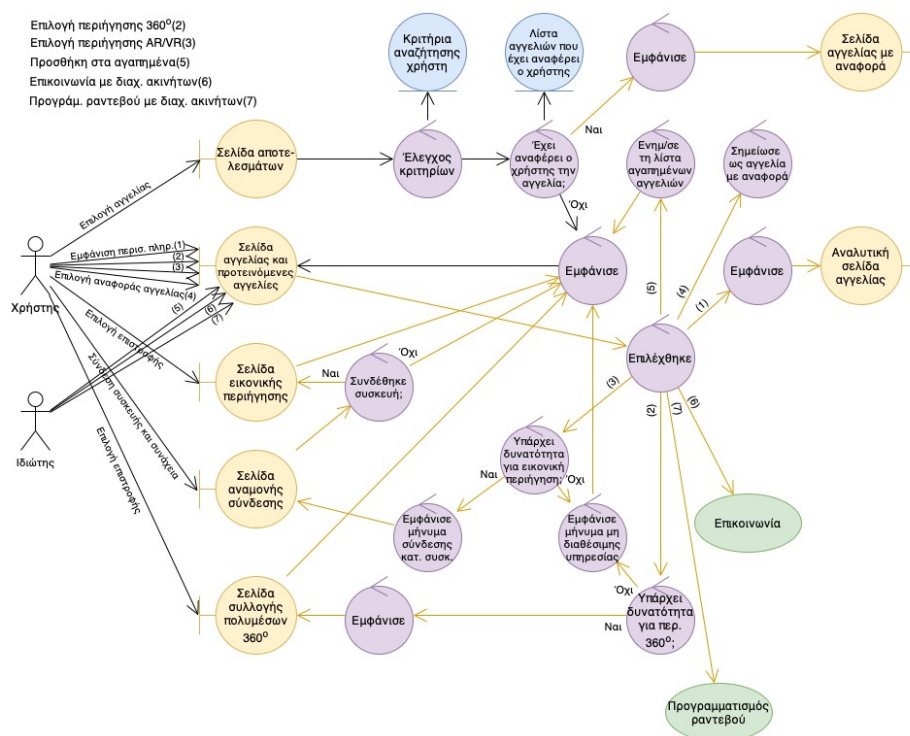 Επιλογή περιήγησης 360º(2)
Επιλογή περιήγησης AR/VR(3)
Προσθήκη στα αγαπημένα(5)
Επικοινωνία με διαχ. ακινήτων(6)
Προγράμ. ραντεβού με διαχ. ακινήτων(7)
Κριτήρια
αναζήτησης
χρήστη
Λίστα
αγγελιών που
έχει αναφέρει
ο χρήστης
Εμφάνισε
Σελίδα
αγγελίας με
αναφορά
Ναι
Σελίδα αποτε-
λεσμάτων
Έλεγχος
κριτηρίων
Έχει
αναφέρει ο
χρήστης την
αγγελία;
Ενημ/σε
τη λίστα
αγαπημένων
αγγελιών
Σημείωσε
ως αγγελία
με αναφορά
Επιλογή αγγελίας
Όχι
Χρήστης
Εμφάνιση περισ. πληρ.(1)
(2)
(3)
Επιλογή αναφοράς αγγελίας(4)
(5)
(6)
(7)
Σελίδα
αγγελίας και
προτεινόμενες
αγγελίες
Εμφάνισε
Εμφάνισε
Αναλυτική
σελίδα
αγγελίας
(5)
(4)
(1)
Επιλογή επιστροφής
Σελίδα
εικονικής
περιήγησης
Ναι
Όχι
Συνδέθηκε
συσκευή;
Επιλέχθηκε
(3)
(2)
(7)
(6)
Ιδιώτης
Σύνδεση συσκευής και συνάχεια
Επιλογή επιστροφής
Σελίδα
αναμονής
σύνδεσης
Υπάρχει
δυνατότητα
για εικονική
περιήγηση;
Ναι
Όχι
Εμφάνισε
μήνυμα
σύνδεσης
κατ. συσκ.
Εμφάνισε
μήνυμα μη
διαθέσιμης
υπηρεσίας
Επικοινωνία
Σελίδα
συλλογής
πολυμέσων
360º
Εμφάνισε
Όχι
Ναι
Υπάρχει
δυνατότητα
για περ.
360º;
Προγραμματισμός
ραντεβού